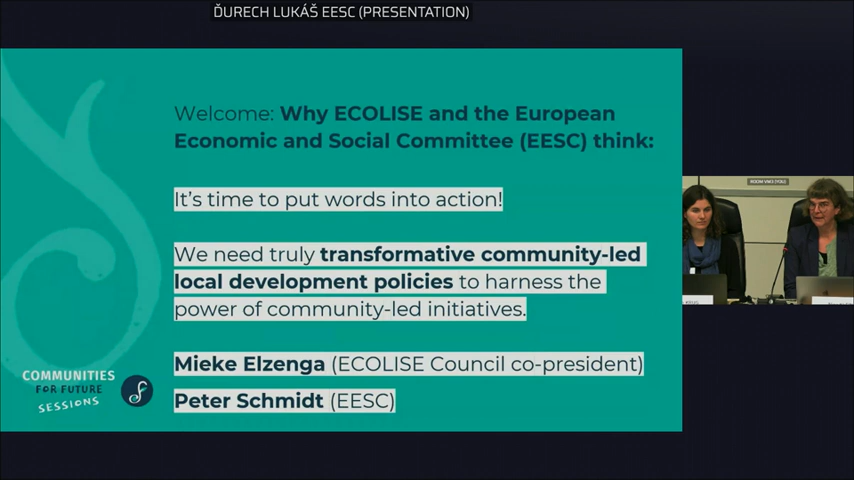 ĎURECH LUKÁŠ EESC (PRESENTATION)
Welcome: Why ECOLISE and the European
Economic and Social Committee (EESC) think:
It's time to put words into action!
We need truly transformative community-led
local development policies to harness the
power of community-led initiatives.
Mieke Elzenga (ECOLISE Council co-president)
Peter Schmidt (EESC)
COMMUNITIES
FOR FUTURE
SESSIONS